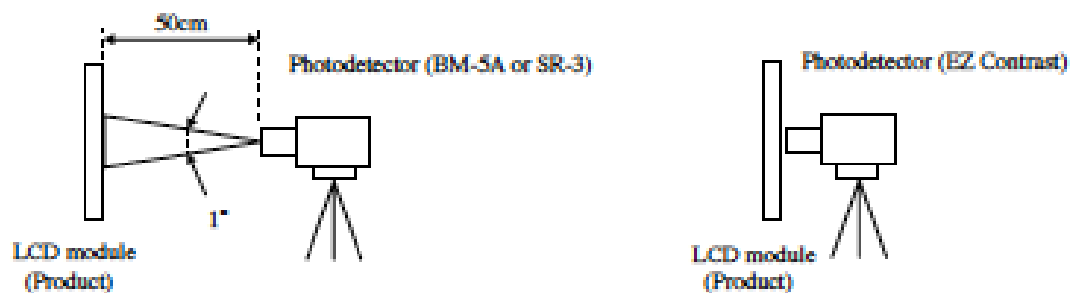 50cm
Photodetector (BM-5A or SR-3)
1°
LCD module
(Product)
Photodetector (EZ Contrast)
LCD module
(Product)